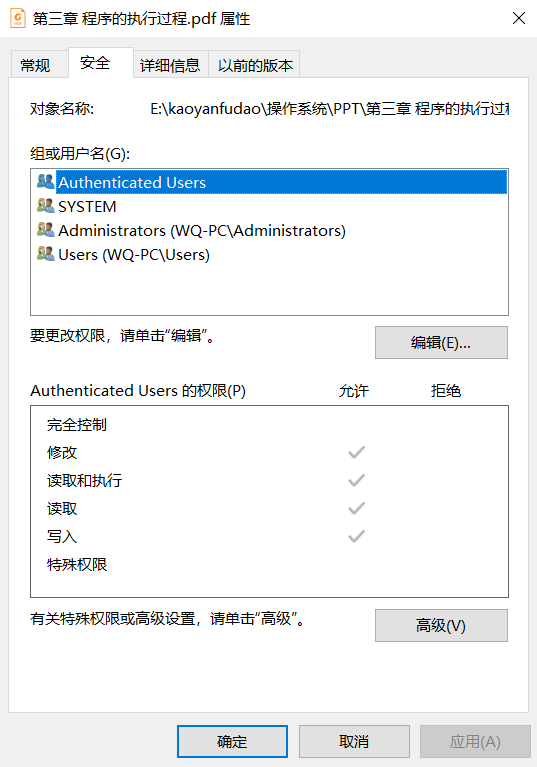 第三章 程序的执行过程.pdf 属性
常规 安全 详细信息 以前的版本
对象名称: E:\kaoyanfudao\操作系统\PPT\第三章 程序的执行过程
组或用户名(G):
Authenticated Users
SYSTEM
Administrators (WQ-PC\Administrators)
Users (WQ-PC\Users)
要更改权限，请单击“编辑”。
编辑(E)...
Authenticated Users 的权限(P) 允许 拒绝
完全控制
修改
读取和执行
读取
写入
特殊权限
有关特殊权限或高级设置，请单击“高级”。
高级(V)
确定 取消 应用(A)